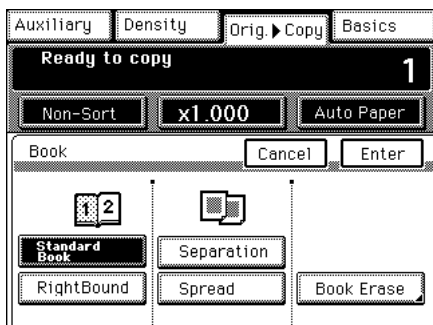 Auxiliary Density Orig.▶Copy Basics
Ready to copy
1
Non-Sort x1.000 Auto Paper
Book Cancel Enter
1 2
Standard
Book
Separation
RightBound Spread Book Erase